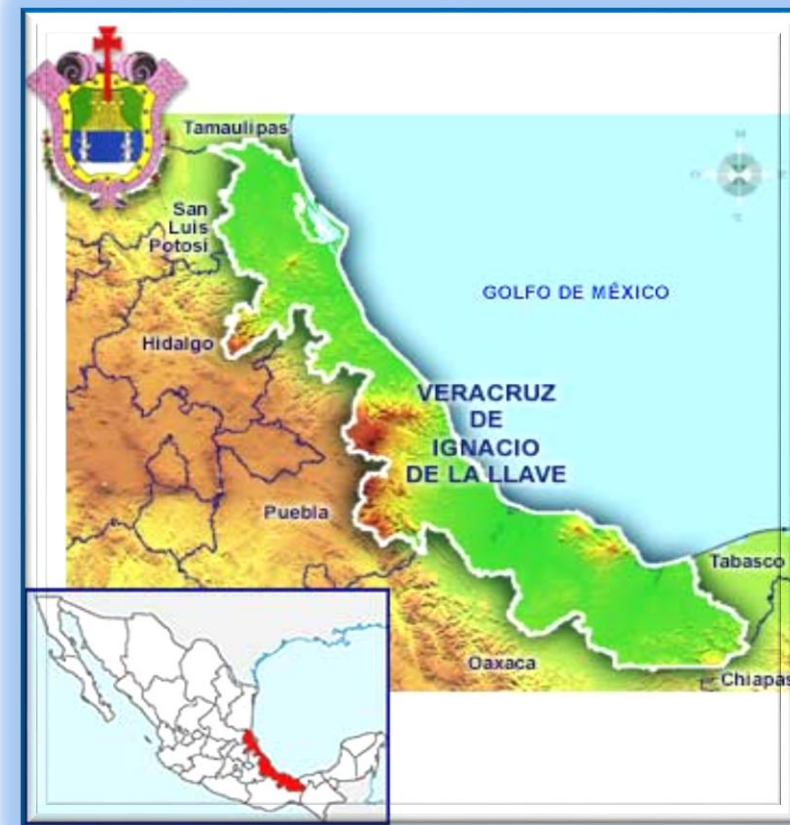 Tamaulipas
San
Luis
Potosí
GOLFO DE MÉXICO
Hidalgo
VERACRUZ
DE
IGNACIO
DE LA LLAVE
Puebla
Tabasco
Oaxaca
Chiapas